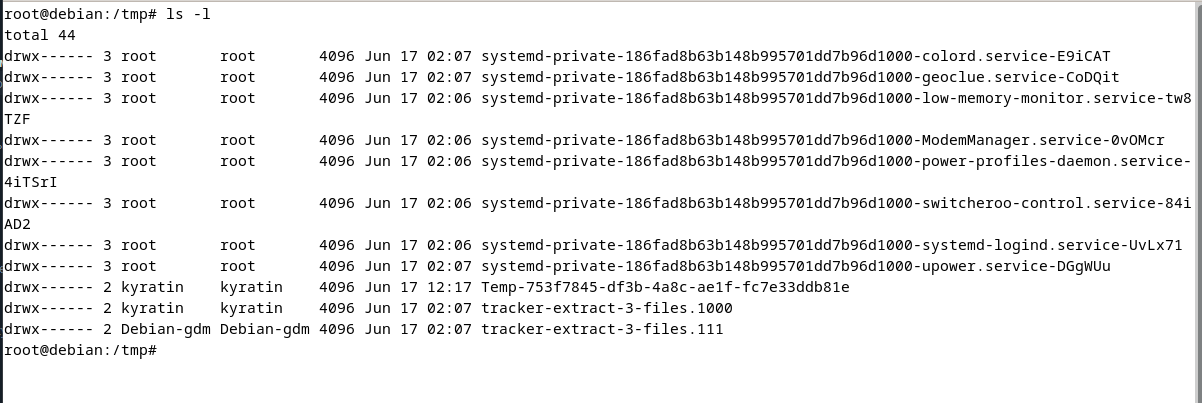 root@debian:/tmp# ls -l
total 44
drwx------ 3 root       root       4096 Jun 17 02:07 systemd-private-186fad8b63b148b995701dd7b96d1000-colord.service-E9iCAT
drwx------ 3 root       root       4096 Jun 17 02:07 systemd-private-186fad8b63b148b995701dd7b96d1000-geoclue.service-CoDQit
drwx------ 3 root       root       4096 Jun 17 02:06 systemd-private-186fad8b63b148b995701dd7b96d1000-low-memory-monitor.service-tw8
TZF
drwx------ 3 root       root       4096 Jun 17 02:06 systemd-private-186fad8b63b148b995701dd7b96d1000-ModemManager.service-0vOMcr
drwx------ 3 root       root       4096 Jun 17 02:06 systemd-private-186fad8b63b148b995701dd7b96d1000-power-profiles-daemon.service-
4iTSrI
drwx------ 3 root       root       4096 Jun 17 02:06 systemd-private-186fad8b63b148b995701dd7b96d1000-switcheroo-control.service-84i
AD2
drwx------ 3 root       root       4096 Jun 17 02:06 systemd-private-186fad8b63b148b995701dd7b96d1000-systemd-logind.service-UvLx71
drwx------ 3 root       root       4096 Jun 17 02:07 systemd-private-186fad8b63b148b995701dd7b96d1000-upower.service-DGgWUu
drwx------ 2 kyratin    kyratin    4096 Jun 17 12:17 Temp-753f7845-df3b-4a8c-ae1f-fc7e33ddb81e
drwx------ 2 kyratin    kyratin    4096 Jun 17 02:07 tracker-extract-3-files.1000
drwx------ 2 Debian-gdm Debian-gdm 4096 Jun 17 02:07 tracker-extract-3-files.111
root@debian:/tmp#